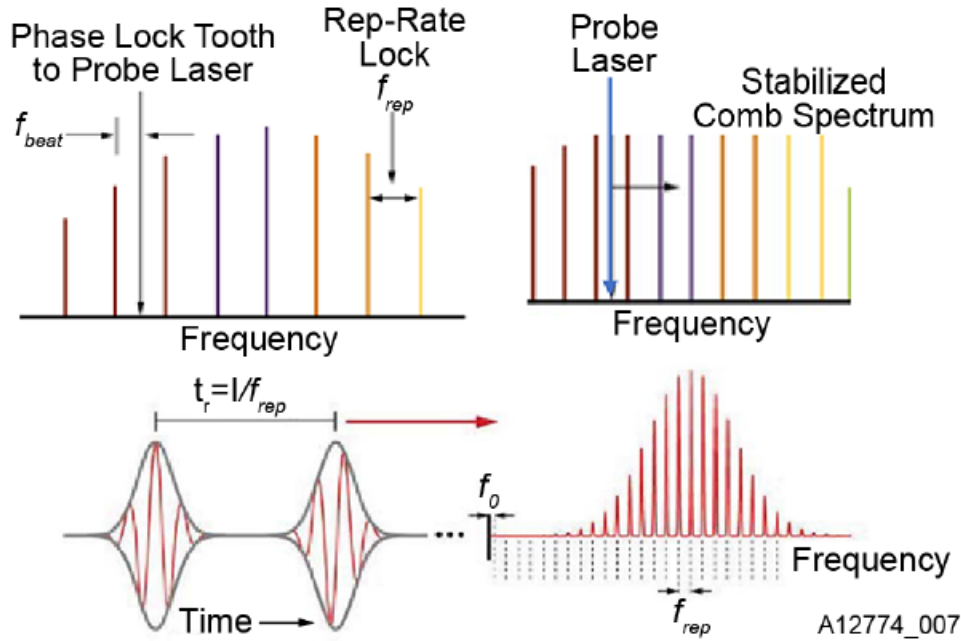 Phase Lock Tooth
to Probe Laser
f_beat
Rep-Rate
Lock
f_rep
Frequency
Probe
Laser
Stabilized
Comb Spectrum
Frequency
t_r=I/f_rep
Time
...
f_0
Frequency
f_rep
A12774_007